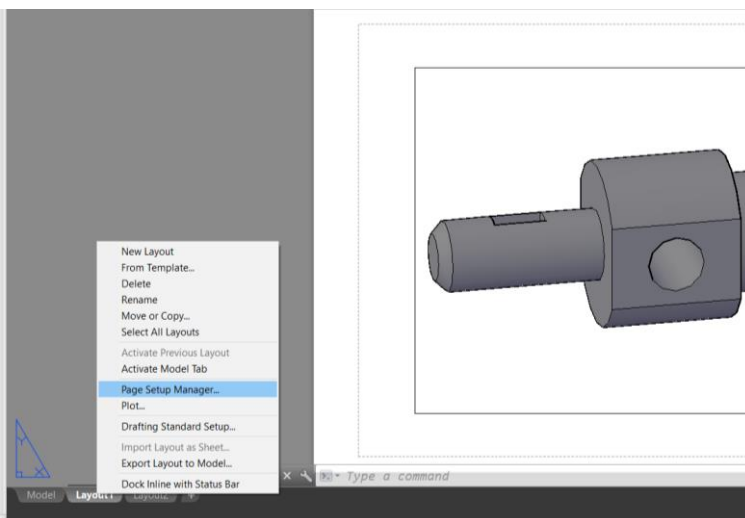 New Layout
From Template...
Delete
Rename
Move or Copy...
Select All Layouts
Activate Previous Layout
Activate Model Tab
Page Setup Manager...
Plot...
Drafting Standard Setup...
Import Layout as Sheet...
Export Layout to Model...
Dock Inline with Status Bar
Type a command
Y X
Model Layout1 Layout2 +